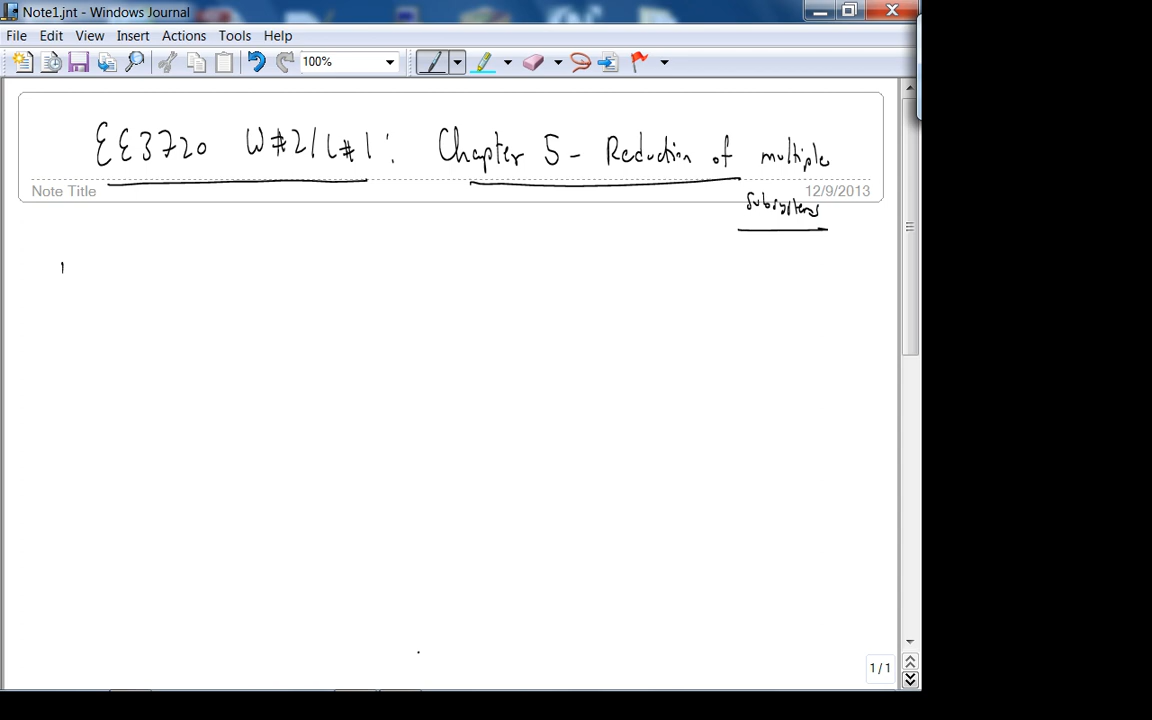 Note1.jnt - Windows Journal
File Edit View Insert Actions Tools Help
100%
EE3720 W#2/L#1: Chapter 5 - Reduction of multiple
Note Title 12/9/2013
subsystems
1 / 1